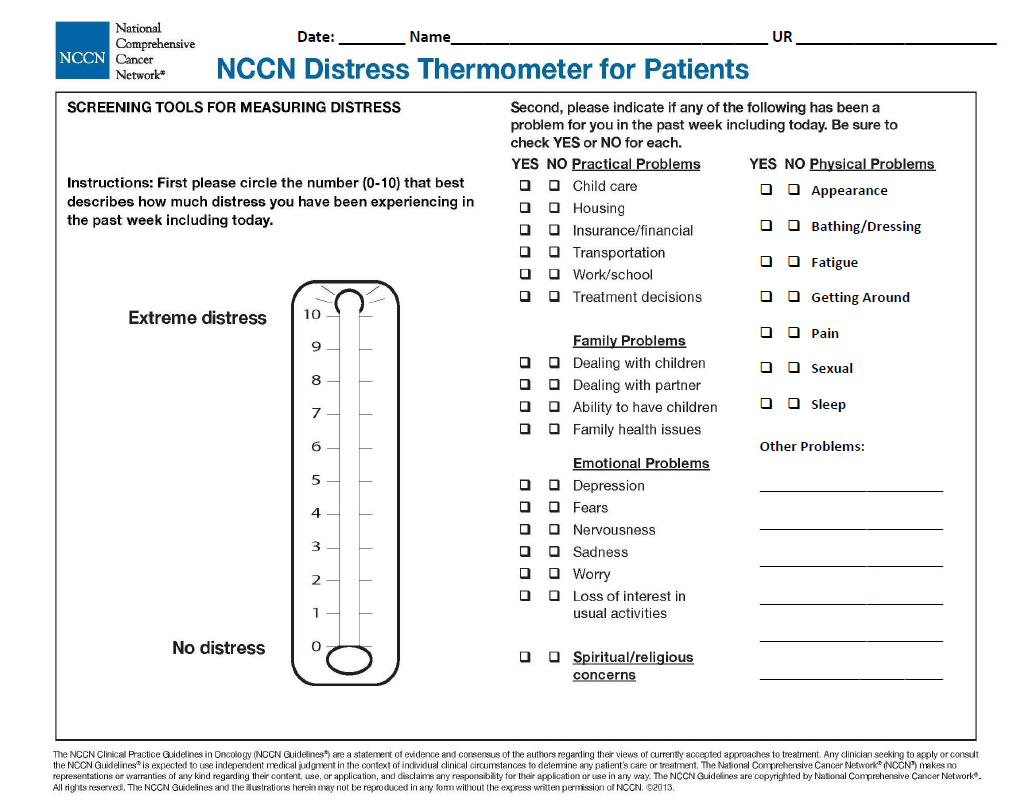 NCCN
National
Comprehensive
Cancer
Network®
Date: ________ Name______________________________________ UR ________________________
NCCN Distress Thermometer for Patients
SCREENING TOOLS FOR MEASURING DISTRESS
Instructions: First please circle the number (0-10) that best
describes how much distress you have been experiencing in
the past week including today.
Extreme distress
10
9
8
7
6
5
4
3
2
1
0
No distress
Second, please indicate if any of the following has been a
problem for you in the past week including today. Be sure to
check YES or NO for each.
YES NO Practical Problems
Child care
Housing
Insurance/financial
Transportation
Work/school
Treatment decisions
Family Problems
Dealing with children
Dealing with partner
Ability to have children
Family health issues
Emotional Problems
Depression
Fears
Nervousness
Sadness
Worry
Loss of interest in
usual activities
Spiritual/religious
concerns
YES NO Physical Problems
Appearance
Bathing/Dressing
Fatigue
Getting Around
Pain
Sexual
Sleep
Other Problems:
The NCCN Clinical Practice Guidelines in Oncology (NCCN Guidelines®) are a statement of evidence and consensus of the authors regarding their views of currently accepted approaches to treatment. Any clinician seeking to apply or consult
the NCCN Guidelines® is expected to use independent medical judgment in the context of individual clinical circumstances to determine any patient's care or treatment. The National Comprehensive Cancer Network® (NCCN®) makes no
representations or warranties of any kind regarding their content, use, or application, and disclaims any responsibility for their application or use in any way. The NCCN Guidelines are copyrighted by National Comprehensive Cancer Network®.
All rights reserved. The NCCN Guidelines and the illustrations herein may not be reproduced in any form without the express written permission of NCCN. ©2013.